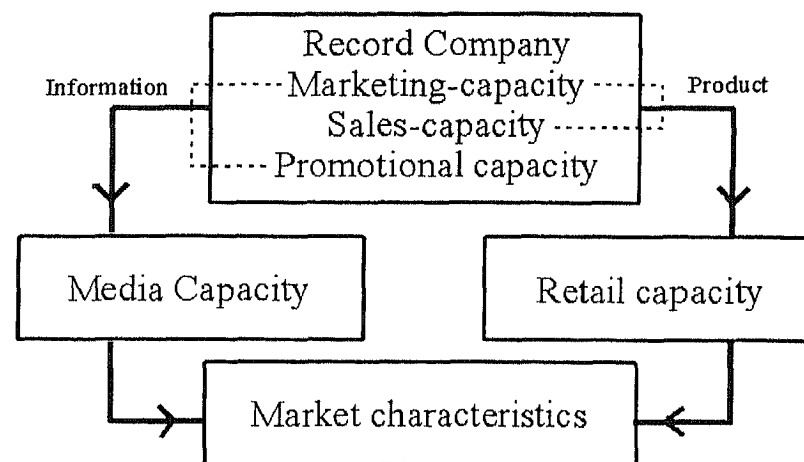 Record Company
Information
Marketing-capacity
Product
Sales-capacity
Promotional capacity
Media Capacity
Retail capacity
Market characteristics